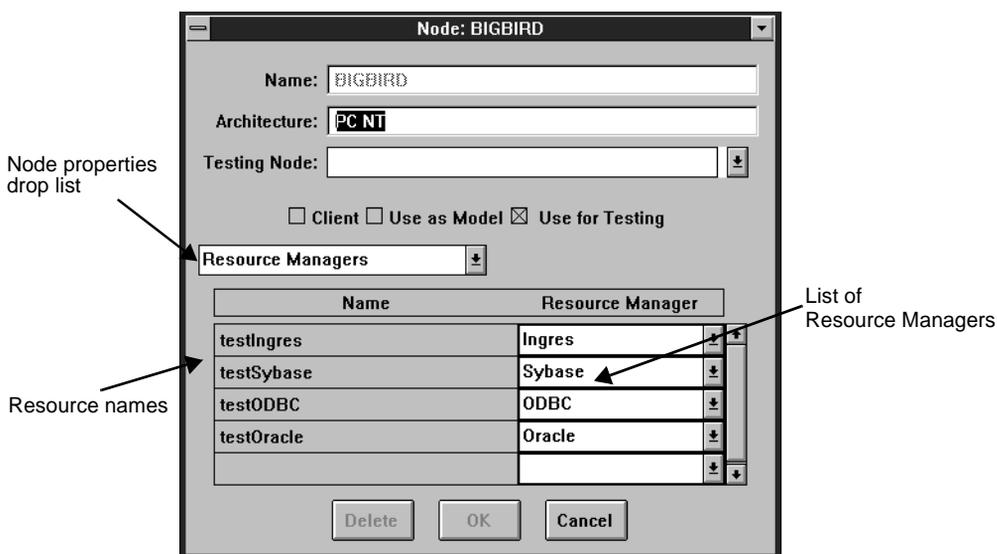 Node: BIGBIRD
Name: BIGBIRD
Architecture: PC NT
Testing Node:
Node properties
drop list
Client Use as Model Use for Testing
Resource Managers
Name Resource Manager
List of
Resource Managers
testIngres Ingres
testSybase Sybase
Resource names
testODBC ODBC
testOracle Oracle
Delete OK Cancel